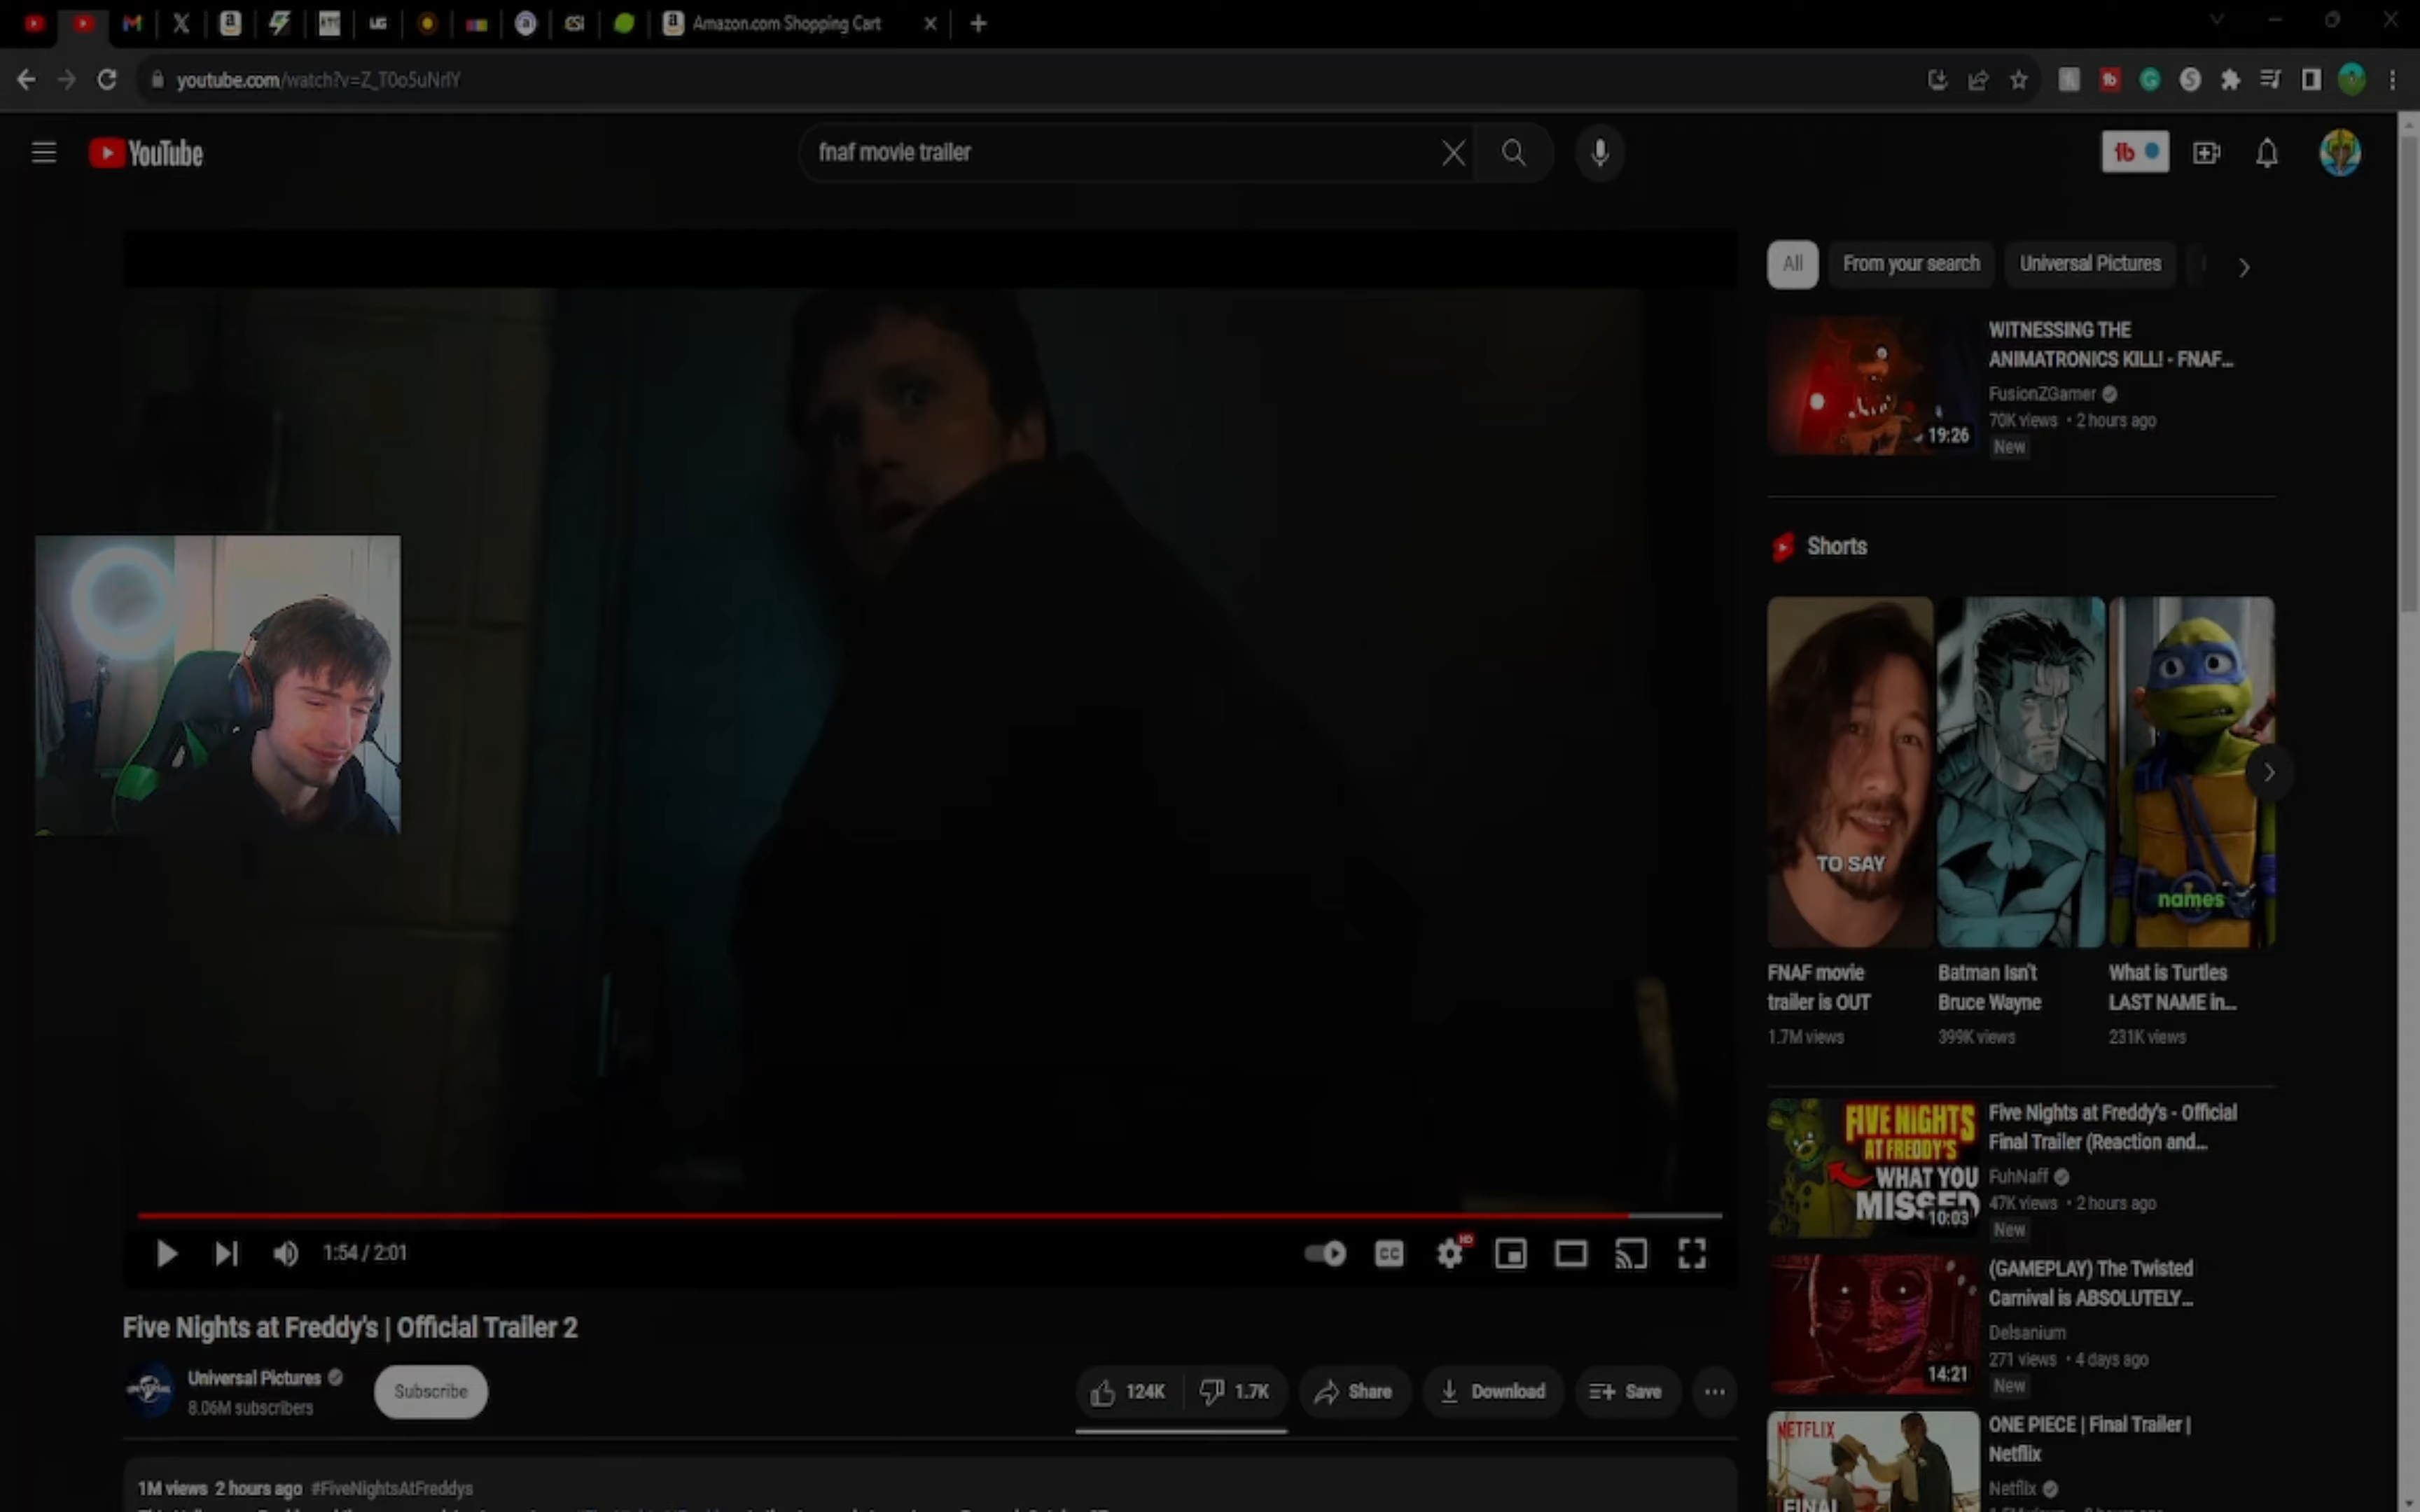 Amazon.com Shopping Cart
youtube.com/watch?v=Z_T0o5uNrlY
YouTube
fnaf movie trailer
All
From your search
Universal Pictures
WITNESSING THE
ANIMATRONICS KILL! - FNAF...
FusionZGamer
70K views • 2 hours ago
New
19:26
Shorts
TO SAY
names
FNAF movie
trailer is OUT
1.7M views
Batman Isn't
Bruce Wayne
399K views
What is Turtles
LAST NAME in...
231K views
FIVE NIGHTS
AT FREDDY'S
WHAT YOU
MISSED
10:03
Five Nights at Freddy's - Official
Final Trailer (Reaction and...
FuhNaff
47K views • 2 hours ago
New
14:21
(GAMEPLAY) The Twisted
Carnival is ABSOLUTELY...
Delsanium
271 views • 4 days ago
New
NETFLIX
FINAL
ONE PIECE | Final Trailer |
Netflix
Netflix
1:54 / 2:01
CC
HD
Five Nights at Freddy's | Official Trailer 2
Universal Pictures
8.06M subscribers
Subscribe
124K
1.7K
Share
Download
Save
1M views 2 hours ago #FiveNightsAtFreddys